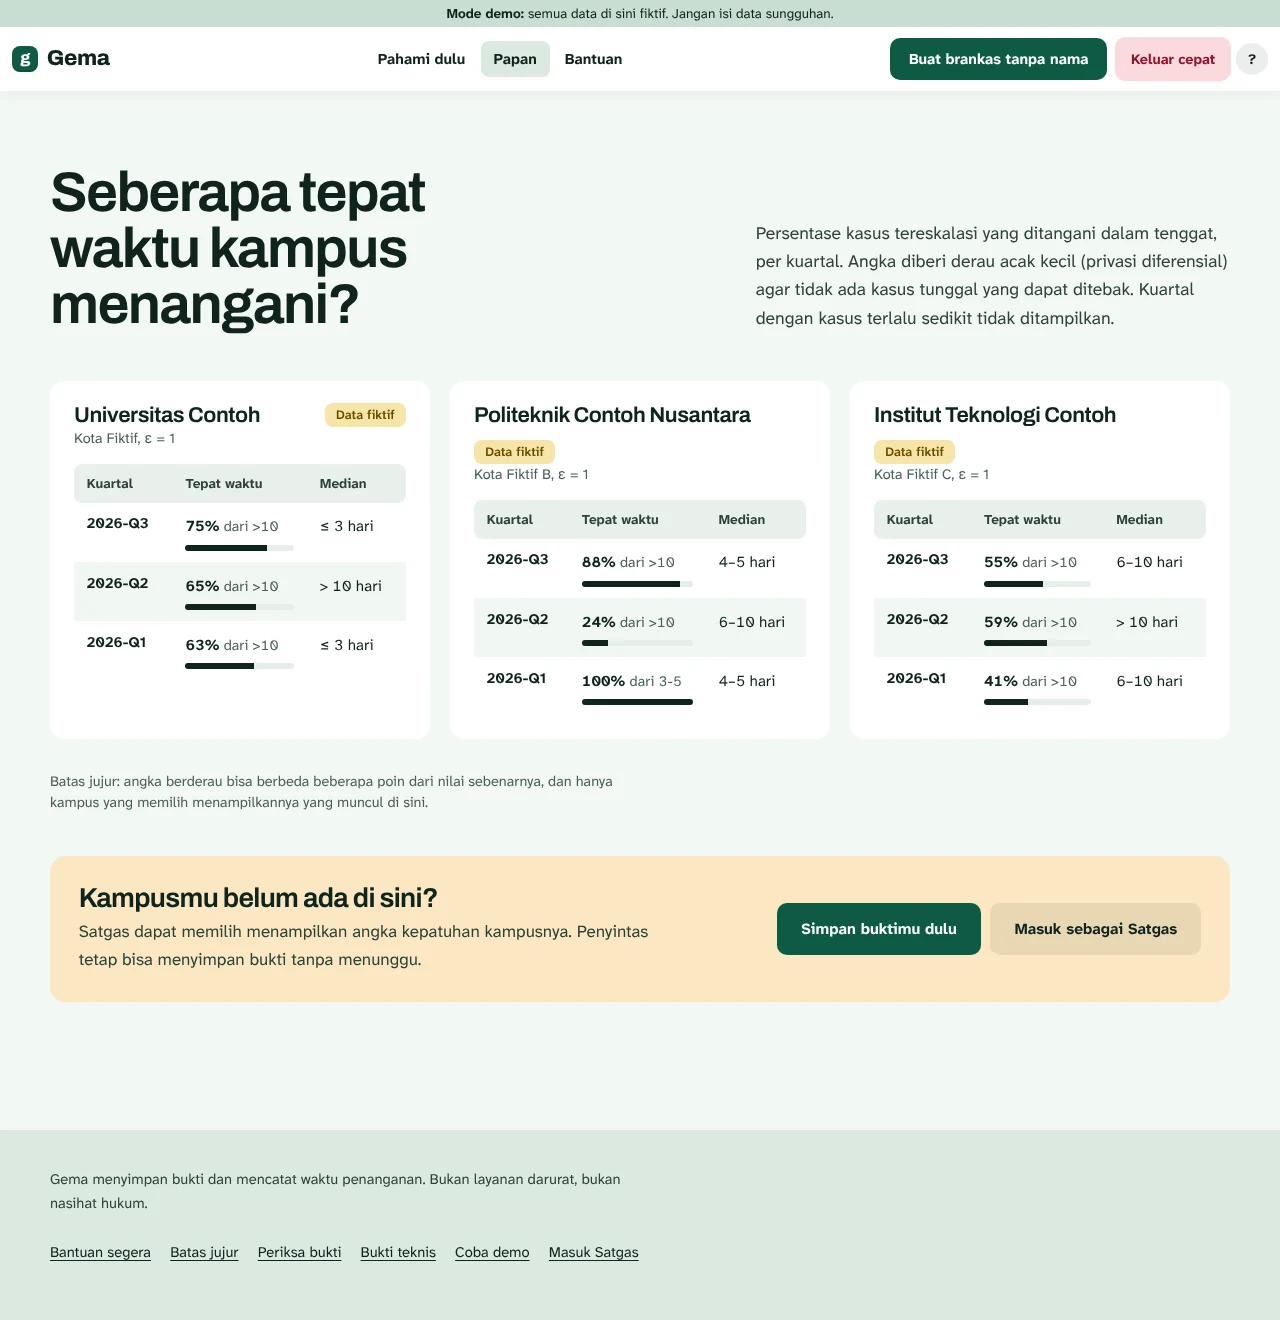 Mode demo: semua data di sini fiktif. Jangan isi data sungguhan.
g Gema
Pahami dulu
Papan
Bantuan
Buat brankas tanpa nama
Keluar cepat
?
Seberapa tepat
waktu kampus
menangani?
Persentase kasus tereskalasi yang ditangani dalam tenggat,
per kuartal. Angka diberi derau acak kecil (privasi diferensial)
agar tidak ada kasus tunggal yang dapat ditebak. Kuartal
dengan kasus terlalu sedikit tidak ditampilkan.
Universitas Contoh
Data fiktif
Kota Fiktif, ε = 1
Kuartal Tepat waktu Median
2026-Q3 75% dari >10 ≤ 3 hari
2026-Q2 65% dari >10 > 10 hari
2026-Q1 63% dari >10 ≤ 3 hari
Politeknik Contoh Nusantara
Data fiktif
Kota Fiktif B, ε = 1
Kuartal Tepat waktu Median
2026-Q3 88% dari >10 4–5 hari
2026-Q2 24% dari >10 6–10 hari
2026-Q1 100% dari 3-5 4–5 hari
Institut Teknologi Contoh
Data fiktif
Kota Fiktif C, ε = 1
Kuartal Tepat waktu Median
2026-Q3 55% dari >10 6–10 hari
2026-Q2 59% dari >10 > 10 hari
2026-Q1 41% dari >10 6–10 hari
Batas jujur: angka berderau bisa berbeda beberapa poin dari nilai sebenarnya, dan hanya
kampus yang memilih menampilkannya yang muncul di sini.
Kampusmu belum ada di sini?
Satgas dapat memilih menampilkan angka kepatuhan kampusnya. Penyintas
tetap bisa menyimpan bukti tanpa menunggu.
Simpan buktimu dulu
Masuk sebagai Satgas
Gema menyimpan bukti dan mencatat waktu penanganan. Bukan layanan darurat, bukan
nasihat hukum.
Bantuan segera Batas jujur Periksa bukti Bukti teknis Coba demo Masuk Satgas